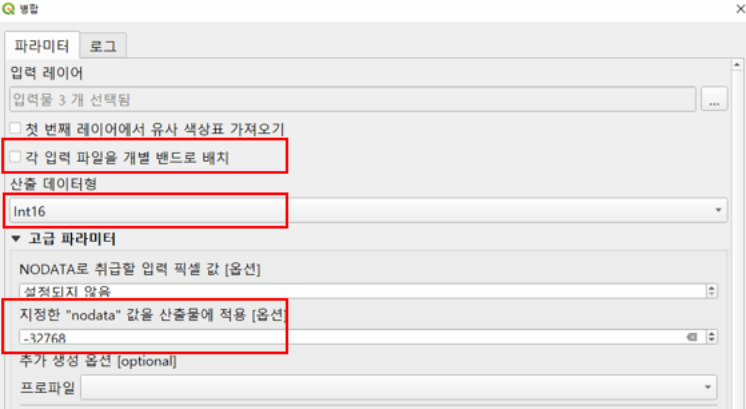 병합
파라미터 로그
입력 레이어
입력물 3 개 선택됨
...
첫 번째 레이어에서 유사 색상표 가져오기
각 입력 파일을 개별 밴드로 배치
산출 데이터형
Int16
▼ 고급 파라미터
NODATA로 취급할 입력 픽셀 값 [옵션]
설정되지 않음
지정한 "nodata" 값을 산출물에 적용 [옵션]
-32768
추가 생성 옵션 [optional]
프로파일